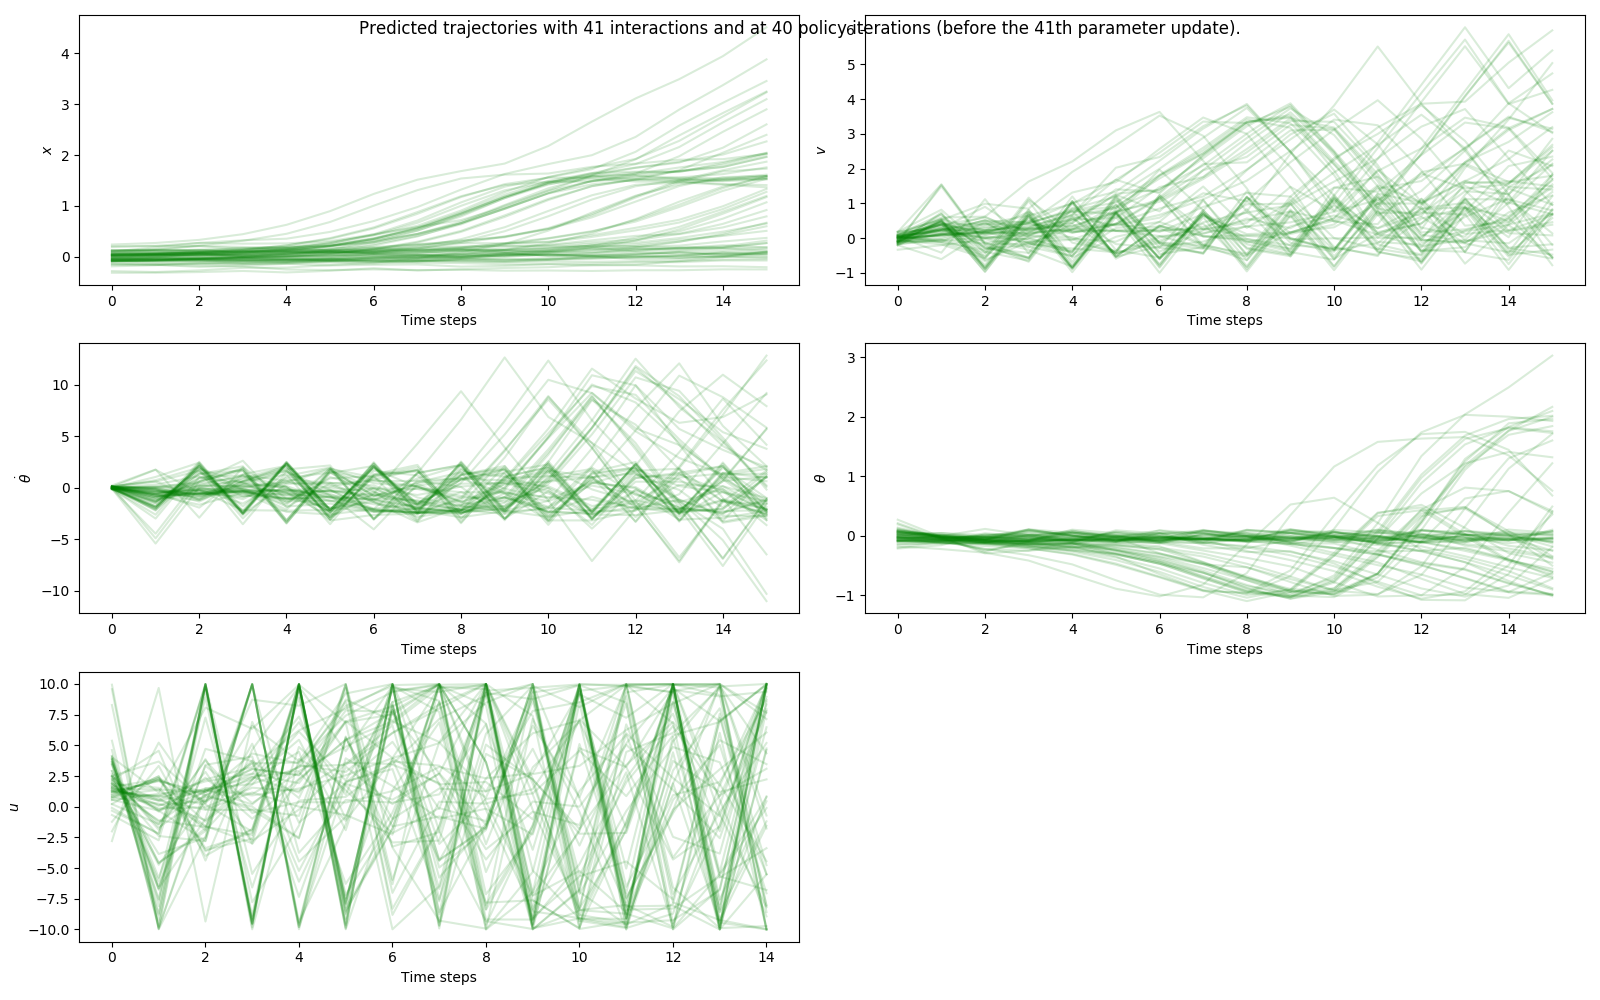 Predicted trajectories with 41 interactions and at 40 policy iterations (before the 41th parameter update).
4
3
2
1
0
x
0 2 4 6 8 10 12 14
Time steps
6
5
4
3
2
1
0
−1
v
0 2 4 6 8 10 12 14
Time steps
10
5
0
−5
−10
θ̇
0 2 4 6 8 10 12 14
Time steps
3
2
1
0
−1
θ
0 2 4 6 8 10 12 14
Time steps
10.0
7.5
5.0
2.5
0.0
−2.5
−5.0
−7.5
−10.0
u
0 2 4 6 8 10 12 14
Time steps